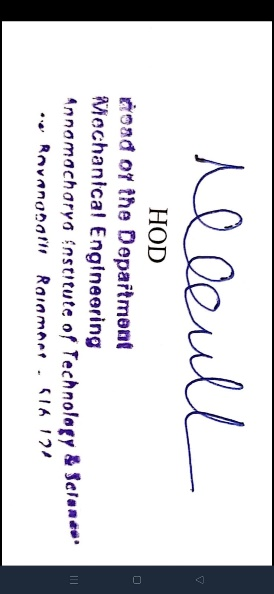 HOD
Head of the Department
Mechanical Engineering
Annamacharya Institute of Technology & Sciences